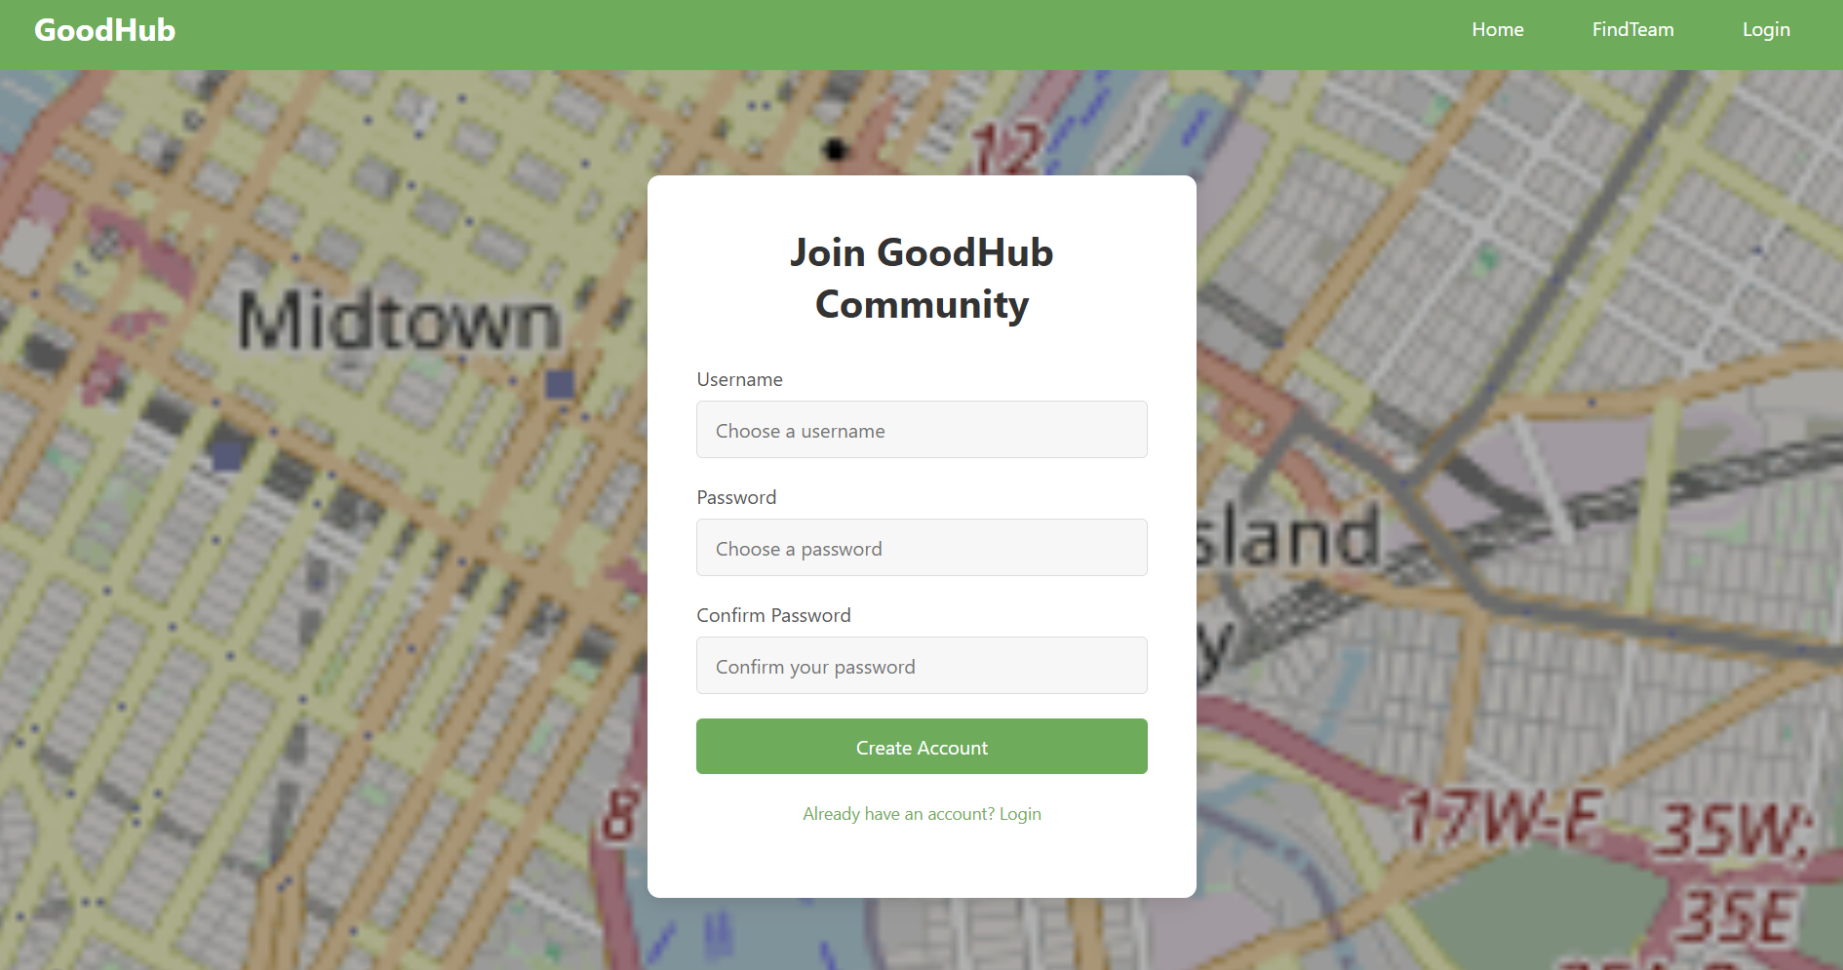 GoodHub
Home
FindTeam
Login
12
Join GoodHub
Community
Midtown
Username
Choose a username
Password
Choose a password
sland
Confirm Password
y
Confirm your password
Create Account
8
Already have an account? Login
17W-E
35W;
35E